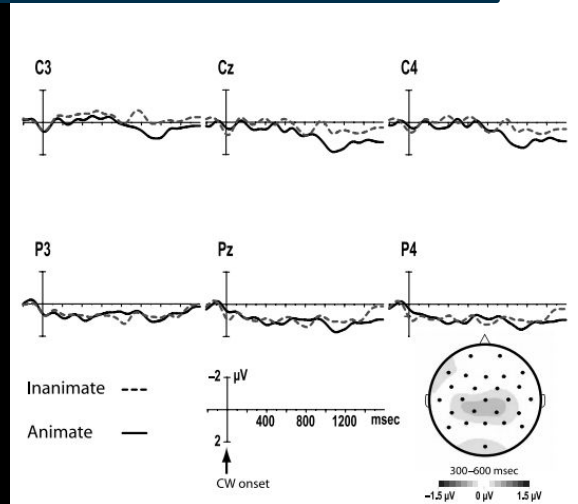 C3 Cz C4
P3 Pz P4
Inanimate
Animate
–2 µV
400 800 1200 msec
2
CW onset
300–600 msec
–1.5 µV 0 µV 1.5 µV